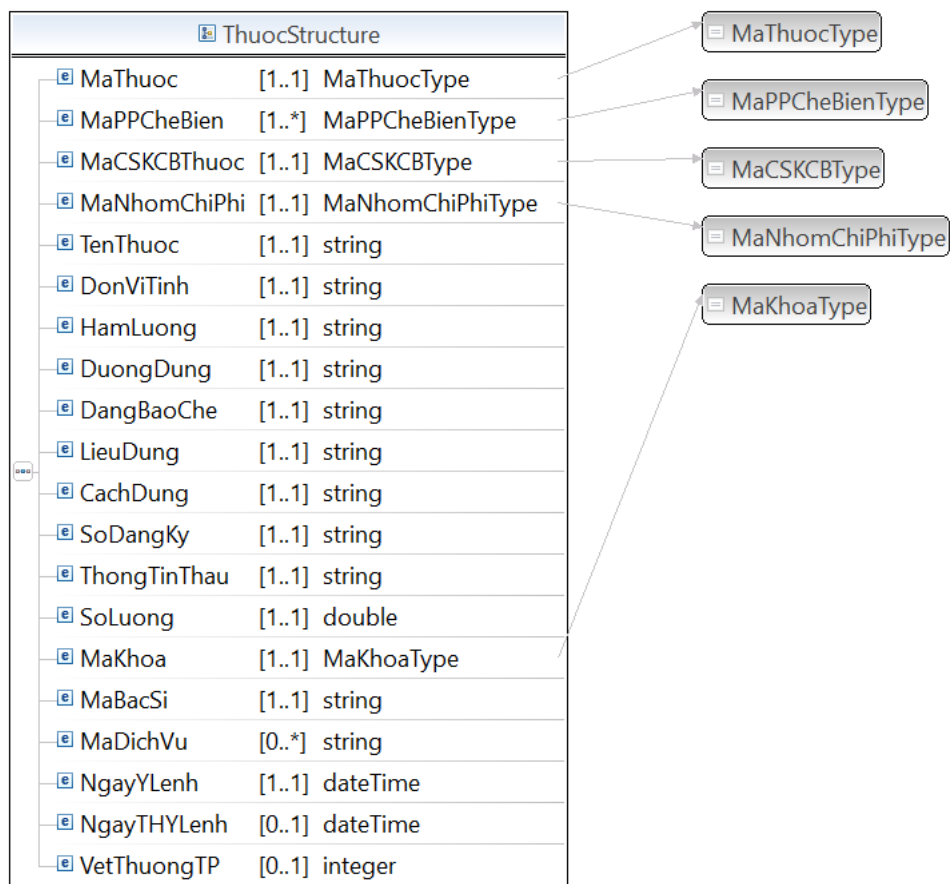 ThuocStructure
MaThuoc [1..1] MaThuocType
MaPPCheBien [1..*] MaPPCheBienType
MaCSKCBThuoc [1..1] MaCSKCBType
MaNhomChiPhi [1..1] MaNhomChiPhiType
TenThuoc [1..1] string
DonViTinh [1..1] string
HamLuong [1..1] string
DuongDung [1..1] string
DangBaoChe [1..1] string
LieuDung [1..1] string
CachDung [1..1] string
SoDangKy [1..1] string
ThongTinThau [1..1] string
SoLuong [1..1] double
MaKhoa [1..1] MaKhoaType
MaBacSi [1..1] string
MaDichVu [0..*] string
NgayYLenh [1..1] dateTime
NgayTHYLenh [0..1] dateTime
VetThuongTP [0..1] integer
MaThuocType
MaPPCheBienType
MaCSKCBType
MaNhomChiPhiType
MaKhoaType